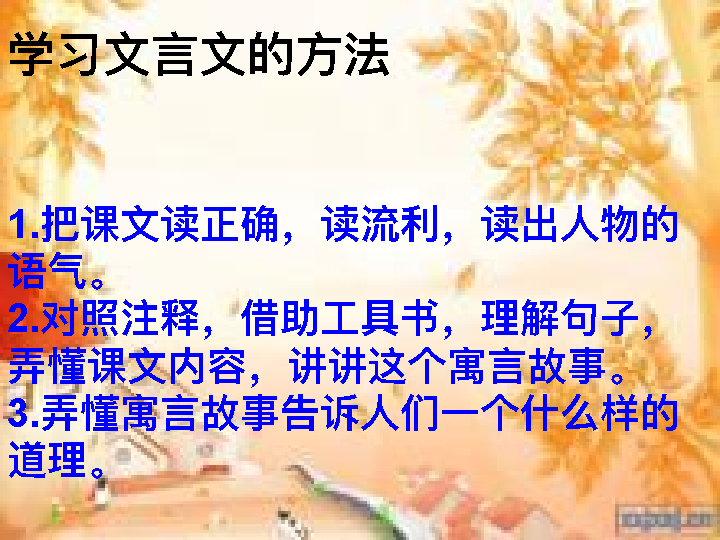 学习文言文的方法
1.把课文读正确，读流利，读出人物的
语气。
2.对照注释，借助工具书，理解句子，
弄懂课文内容，讲讲这个寓言故事。
3.弄懂寓言故事告诉人们一个什么样的
道理。